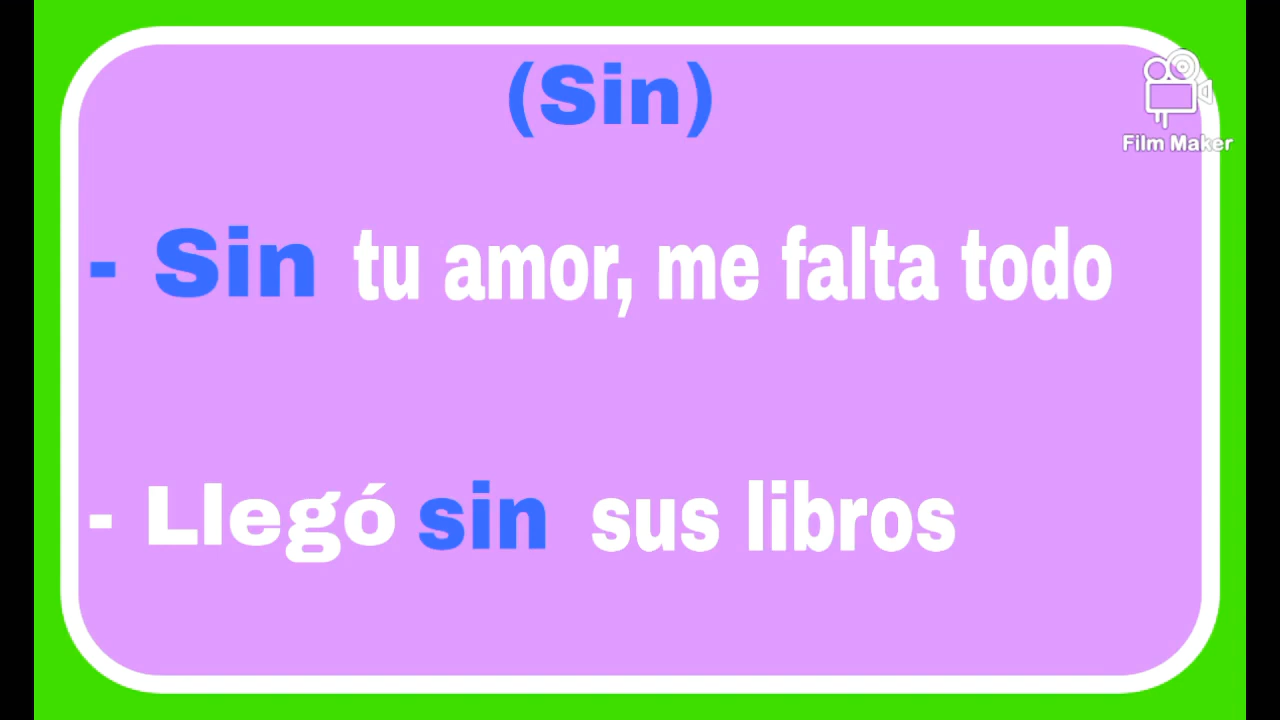 (Sin)
Film Maker
- Sin tu amor, me falta todo
- Llegó sin sus libros